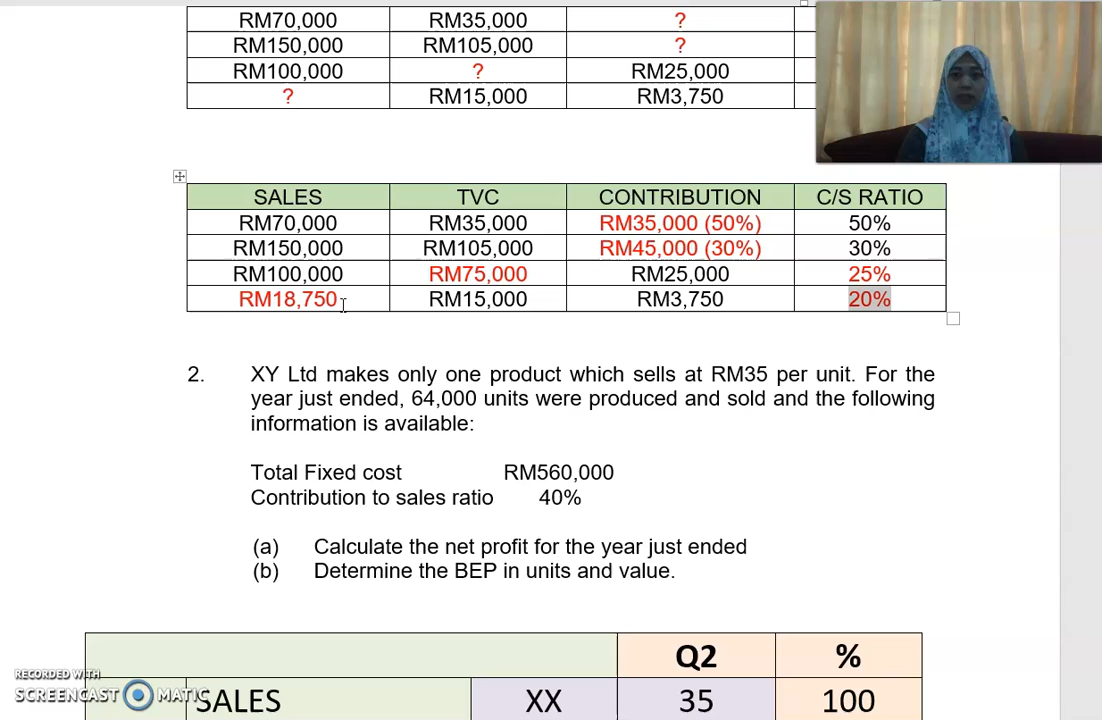 RM70,000 RM35,000 ?
RM150,000 RM105,000 ?
RM100,000 ? RM25,000
? RM15,000 RM3,750
SALES TVC CONTRIBUTION C/S RATIO
RM70,000 RM35,000 RM35,000 (50%) 50%
RM150,000 RM105,000 RM45,000 (30%) 30%
RM100,000 RM75,000 RM25,000 25%
RM18,750 RM15,000 RM3,750 20%
2. XY Ltd makes only one product which sells at RM35 per unit. For the
year just ended, 64,000 units were produced and sold and the following
information is available:
Total Fixed cost RM560,000
Contribution to sales ratio 40%
(a) Calculate the net profit for the year just ended
(b) Determine the BEP in units and value.
Q2 %
SALES XX 35 100
RECORDED WITH
SCREENCAST MATIC